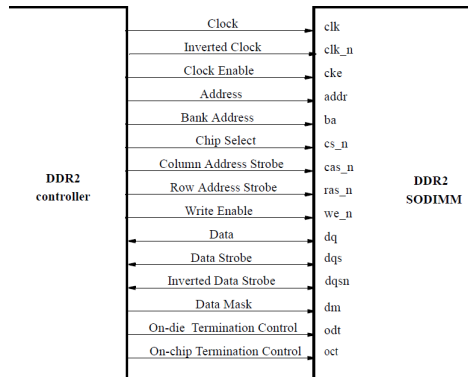 Clock
clk
Inverted Clock
clk_n
Clock Enable
cke
Address
addr
Bank Address
ba
Chip Select
cs_n
Column Address Strobe
cas_n
DDR2
controller
Row Address Strobe
ras_n
DDR2
SODIMM
Write Enable
we_n
Data
dq
Data Strobe
dqs
Inverted Data Strobe
dqsn
Data Mask
dm
On-die Termination Control
odt
On-chip Termination Control
oct